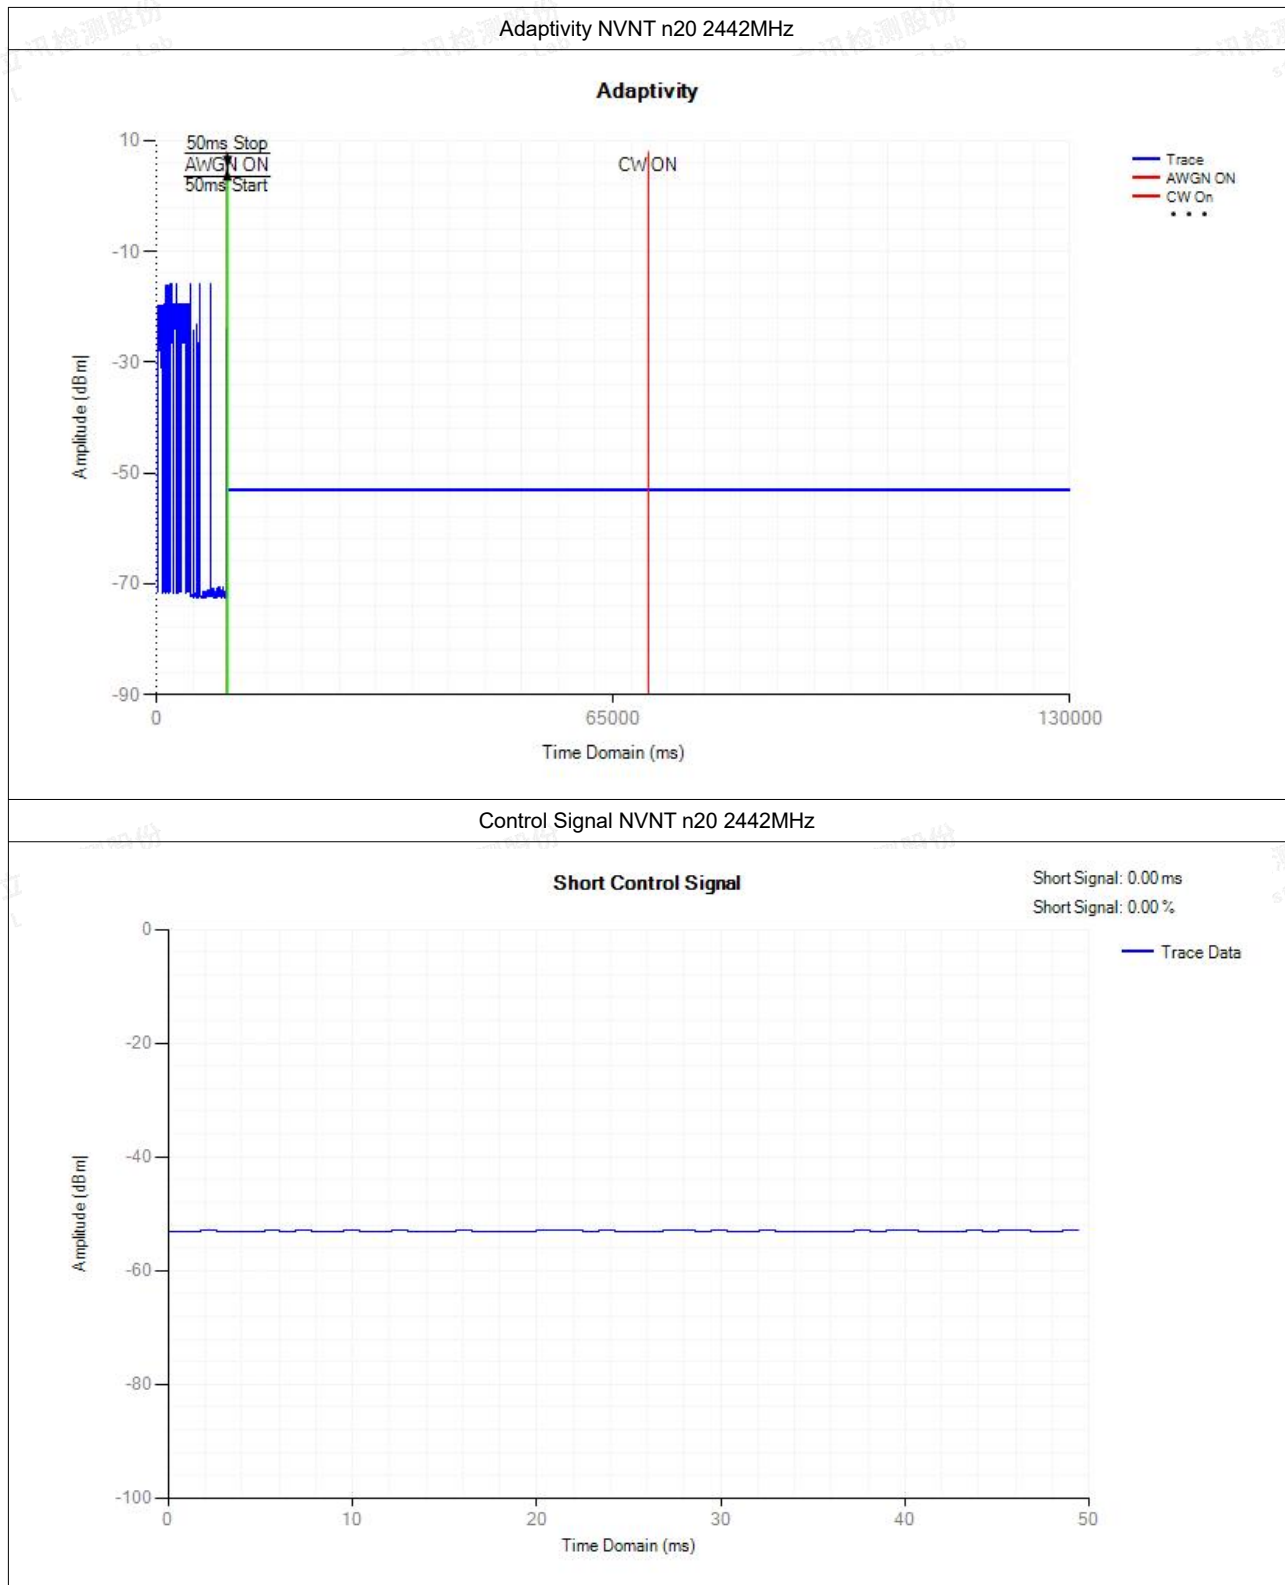 Adaptivity NVNT n20 2442MHz
Adaptivity
10
-10
-30
-50
-70
-90
Amplitude (dBm)
50ms Stop
AWGN ON
50ms Start
CW ON
Trace
AWGN ON
CW On
• • •
0
65000
130000
Time Domain (ms)
Control Signal NVNT n20 2442MHz
Short Control Signal
Short Signal: 0.00 ms
Short Signal: 0.00 %
Trace Data
0
-20
-40
-60
-80
-100
Amplitude (dBm)
0
10
20
30
40
50
Time Domain (ms)